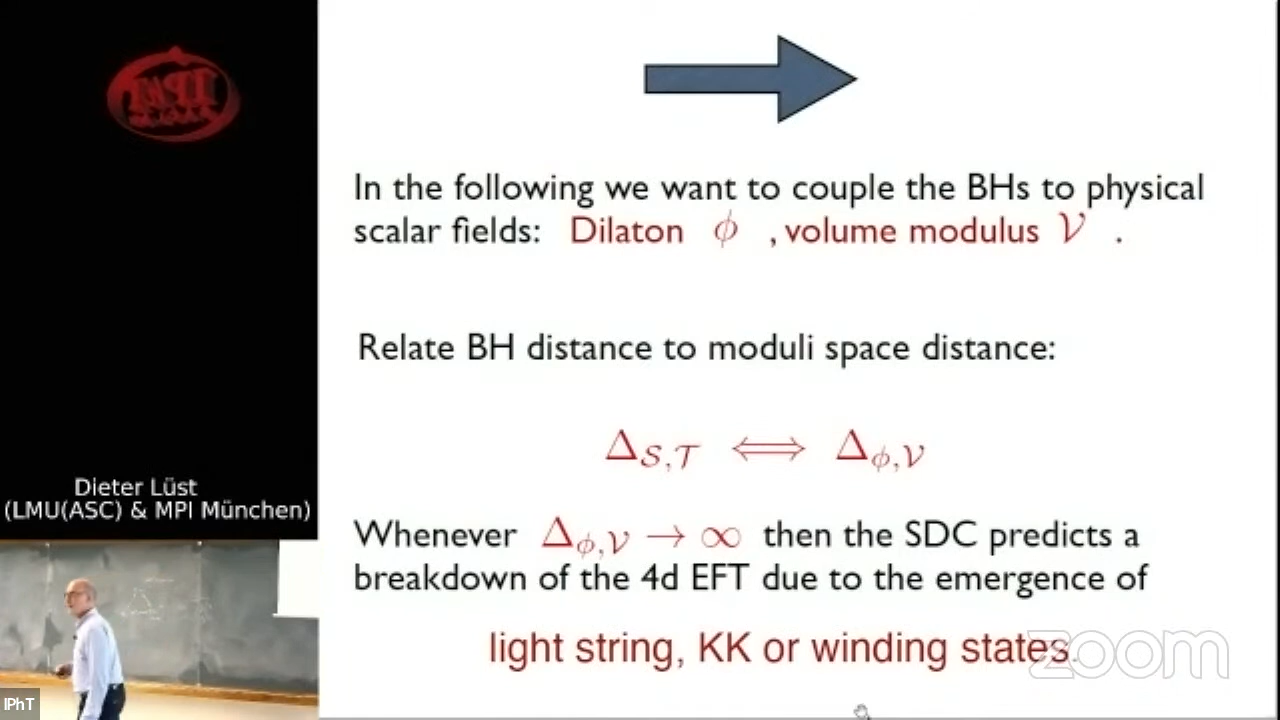 In the following we want to couple the BHs to physical
scalar fields: Dilaton ϕ , volume modulus 𝒱 .
Relate BH distance to moduli space distance:
Δ𝒮,𝒯 ⟺ Δϕ,𝒱
Whenever Δϕ,𝒱 → ∞ then the SDC predicts a
breakdown of the 4d EFT due to the emergence of
light string, KK or winding states.
zoom
Dieter Lüst
(LMU(ASC) & MPI München)
IPhT